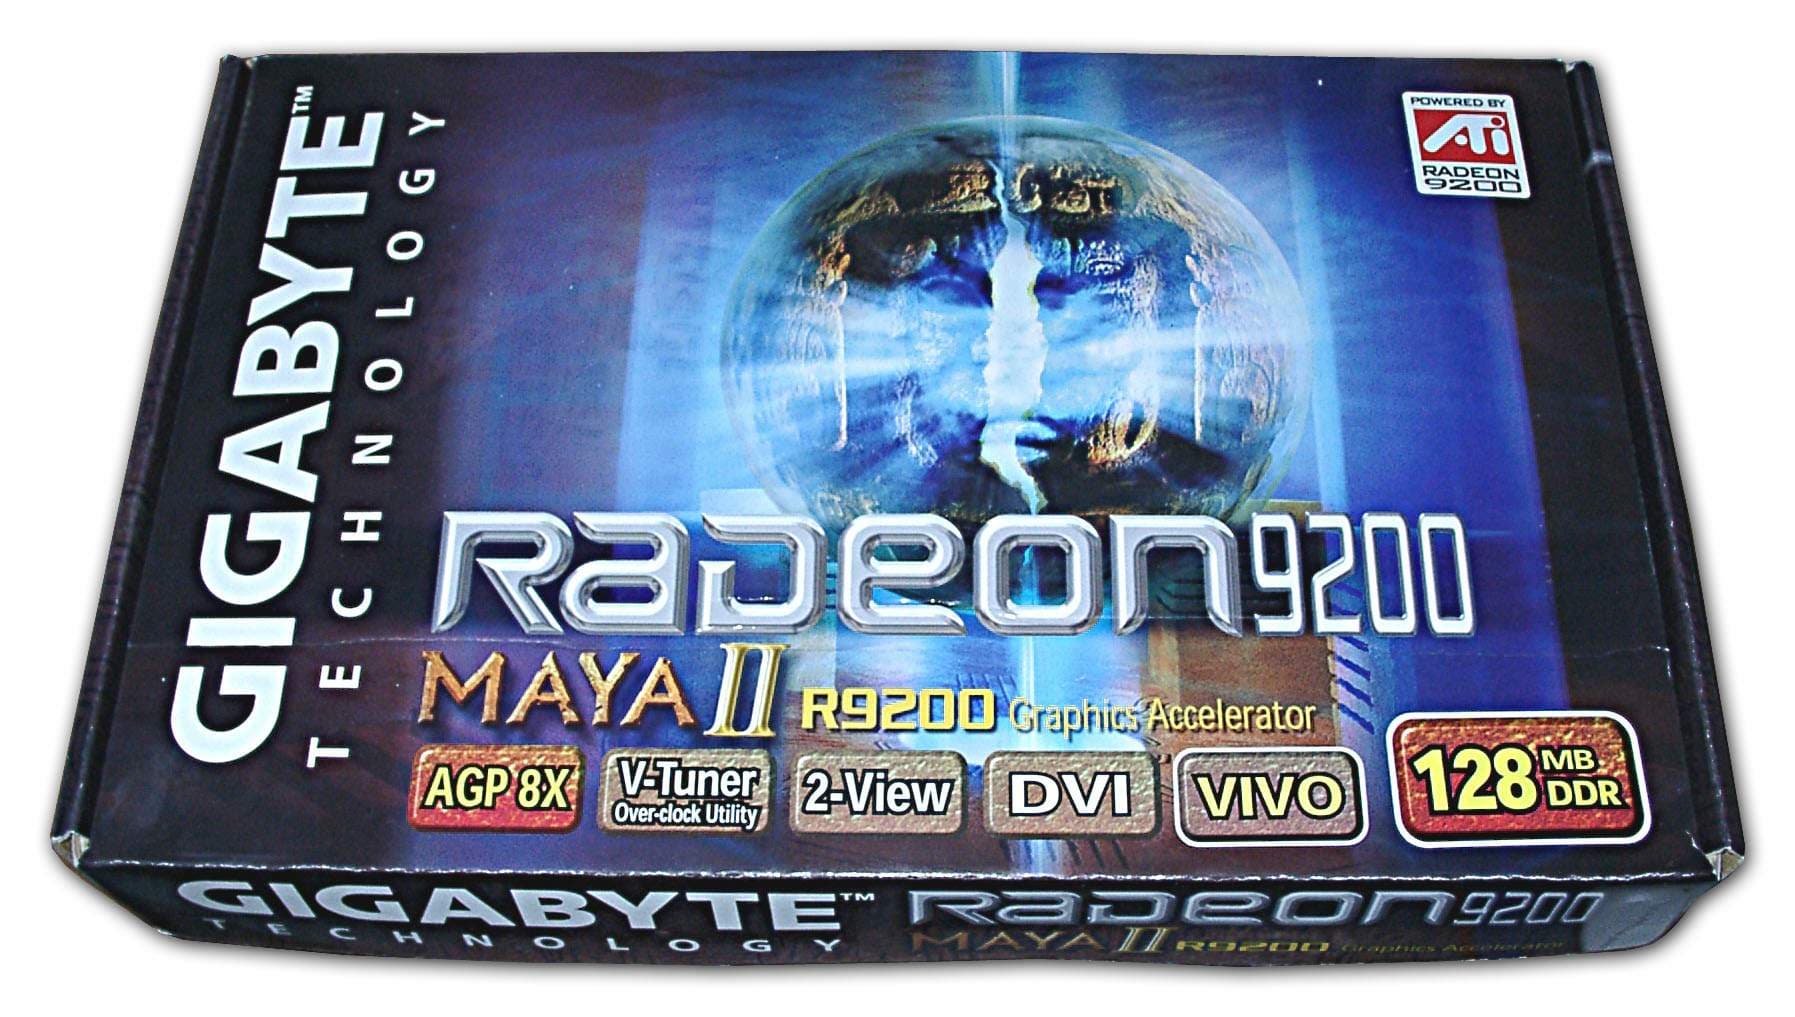 GIGABYTE™
TECHNOLOGY
POWERED BY
ATi
RADEON
9200
RADEON 9200
MAYA II R9200 Graphics Accelerator
AGP 8X
V-Tuner
Over-clock Utility
2-View
DVI
VIVO
128 MB
DDR
GIGABYTE™
TECHNOLOGY
RADEON 9200
MAYA II R9200 Graphics Accelerator